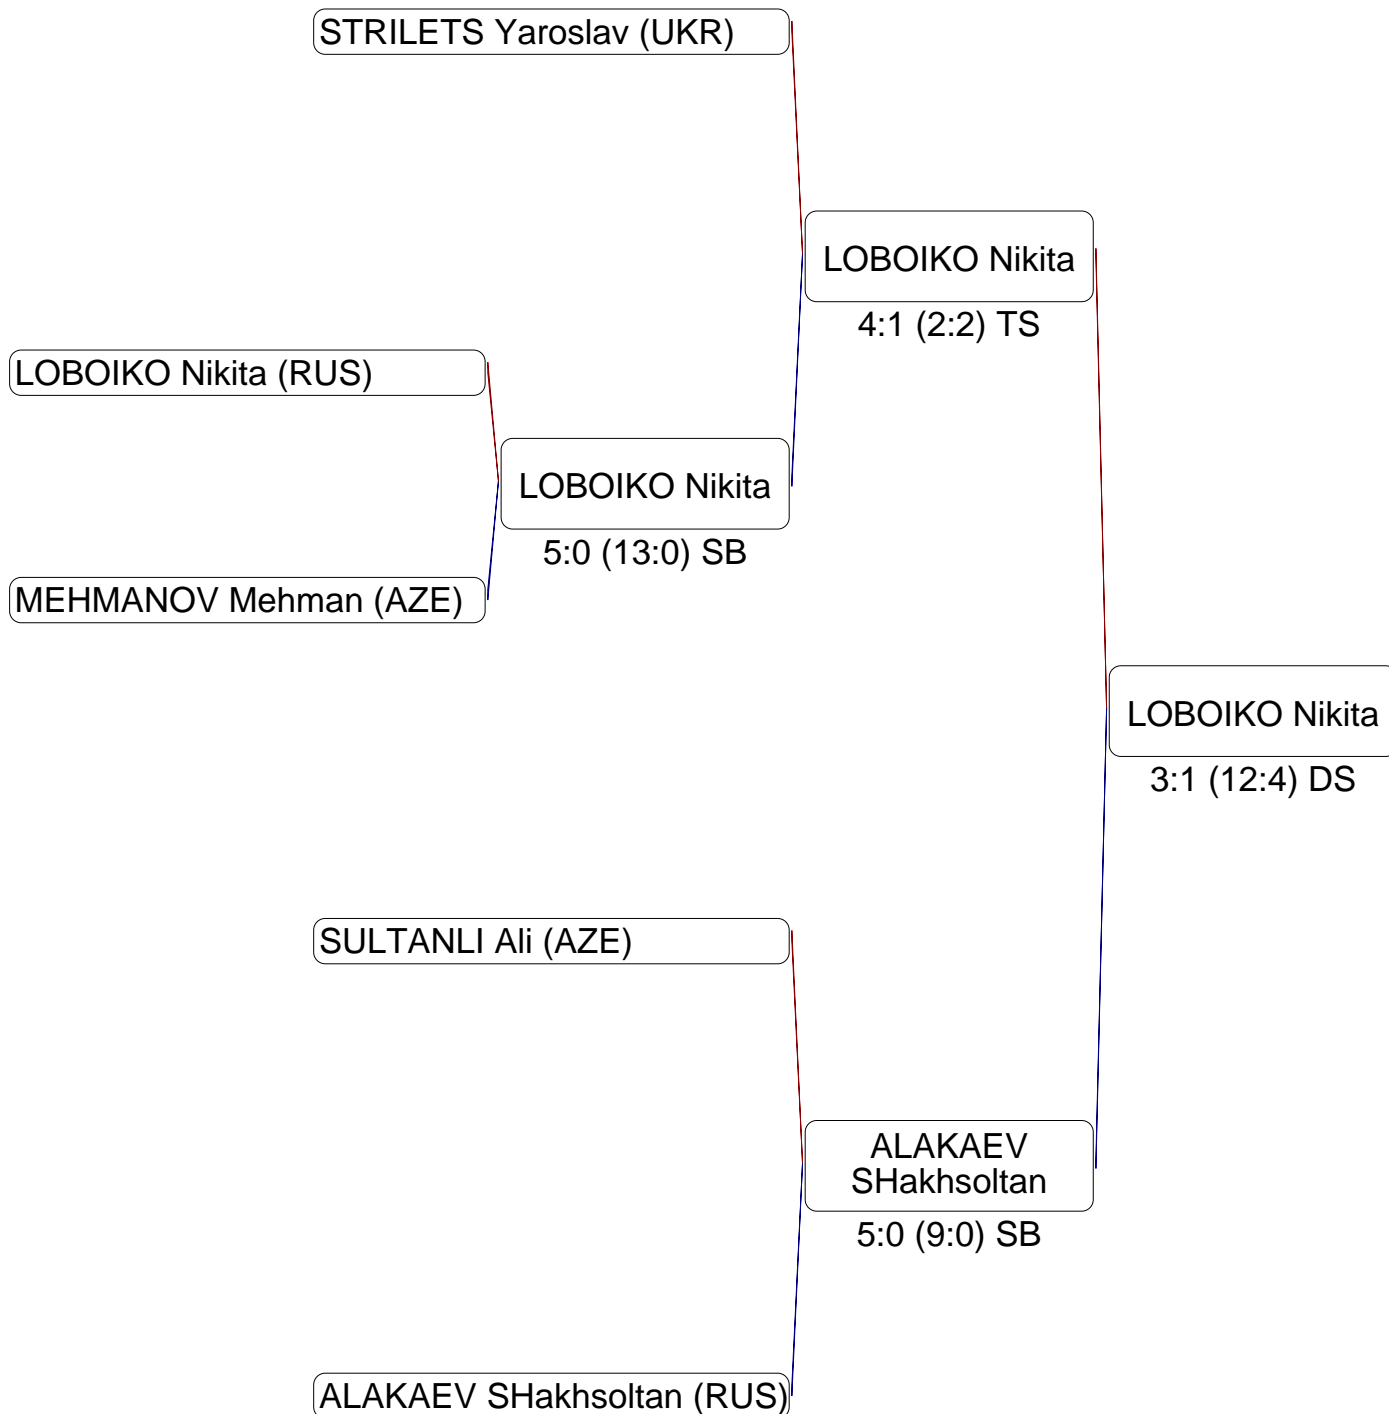 STRILETS Yaroslav (UKR)
LOBOIKO Nikita
4:1 (2:2) TS
LOBOIKO Nikita (RUS)
LOBOIKO Nikita
5:0 (13:0) SB
MEHMANOV Mehman (AZE)
LOBOIKO Nikita
3:1 (12:4) DS
SULTANLI Ali (AZE)
ALAKAEV
SHakhsoltan
5:0 (9:0) SB
ALAKAEV SHakhsoltan (RUS)